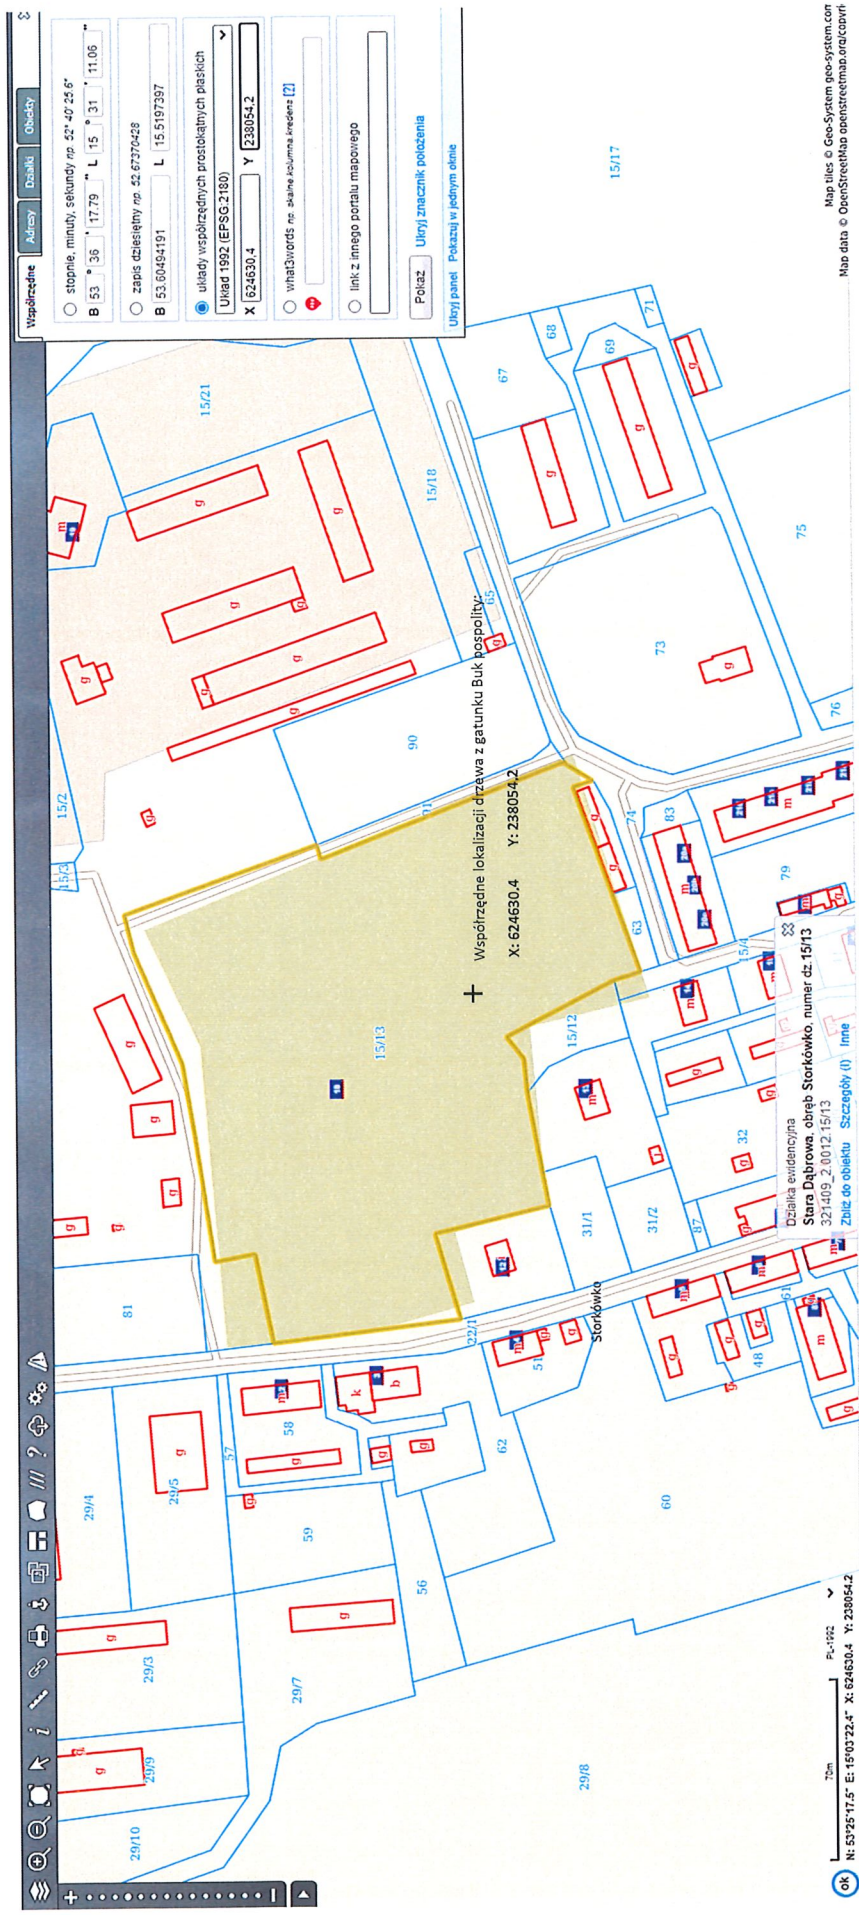 Współrzędne Adresy Działki Obiekty
stopnie, minuty, sekundy np. 52° 40' 25.6"
B 53 ° 36 ' 17.79 " L 15 ° 31 ' 11.06 "
zapis dziesiętny np. 52.67370428
B 53.60494191 L 15.5197397
układy współrzędnych prostokątnych płaskich
Układ 1992 (EPSG:2180)
X 624630,4 Y 238054,2
what3words np. skalne.kolumna.kredens [?]
link z innego portalu mapowego
Pokaż Ukryj znacznik położenia
Ukryj panel Pokazuj w jednym oknie
29/10
29/9
29/3
29/4
29/5
29/7
29/8
81
57
58
59
56
62
60
51
48
61
22/1
15/3
15/2
15/21
15/18
15/17
15/13
15/12
15/4
90
91
65
67
68
69
71
73
74
75
76
79
83
63
31/1
31/2
32
87
g
m
k
b
Storkówko
Współrzędne lokalizacji drzewa z gatunku Buk pospolity:
X: 624630.4 Y: 238054,2
Działka ewidencyjna
Stara Dąbrowa, obręb Storkówko, numer dz.15/13
321409_2.0012.15/13
Zbliż do obiektu Szczegóły (i) Inne
70m
PL-1992
ok
N: 53°25'17.5" E: 15°03'22.4" X: 624630.4 Y: 238054.2
Map tiles © Geo-System geo-system.com
Map data © OpenStreetMap openstreetmap.org/copyri